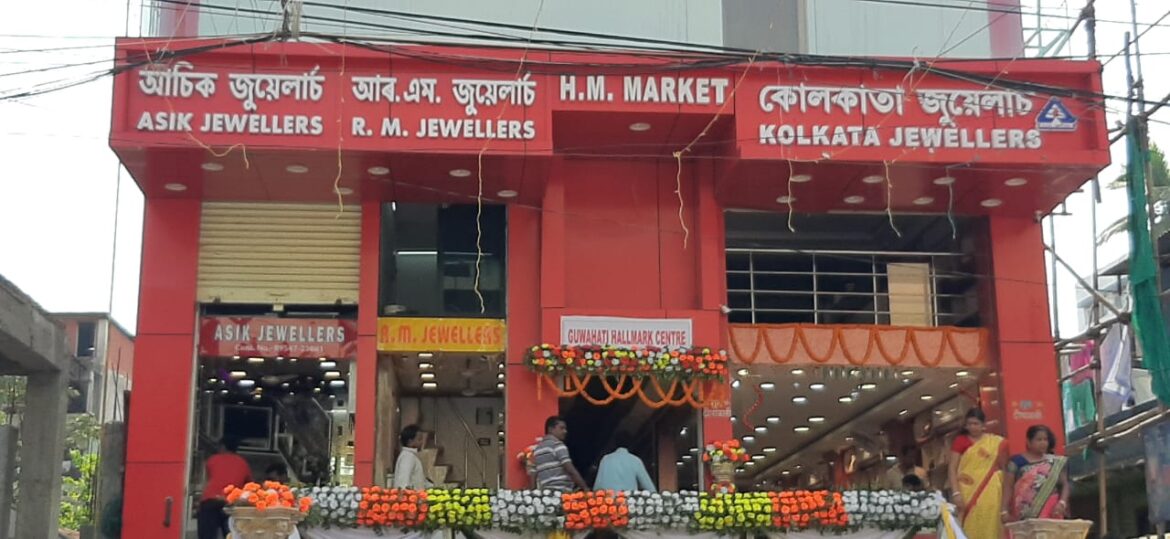 আচিক জুয়েলার্চ
ASIK JEWELLERS
আৰ.এম. জুয়েলার্চ
R. M. JEWELLERS
H.M. MARKET
কোলকাতা জুয়েলার্চ
KOLKATA JEWELLERS
ASIK JEWELLERS
R.M. JEWELLERS
GUWAHATI HALLMARK CENTRE